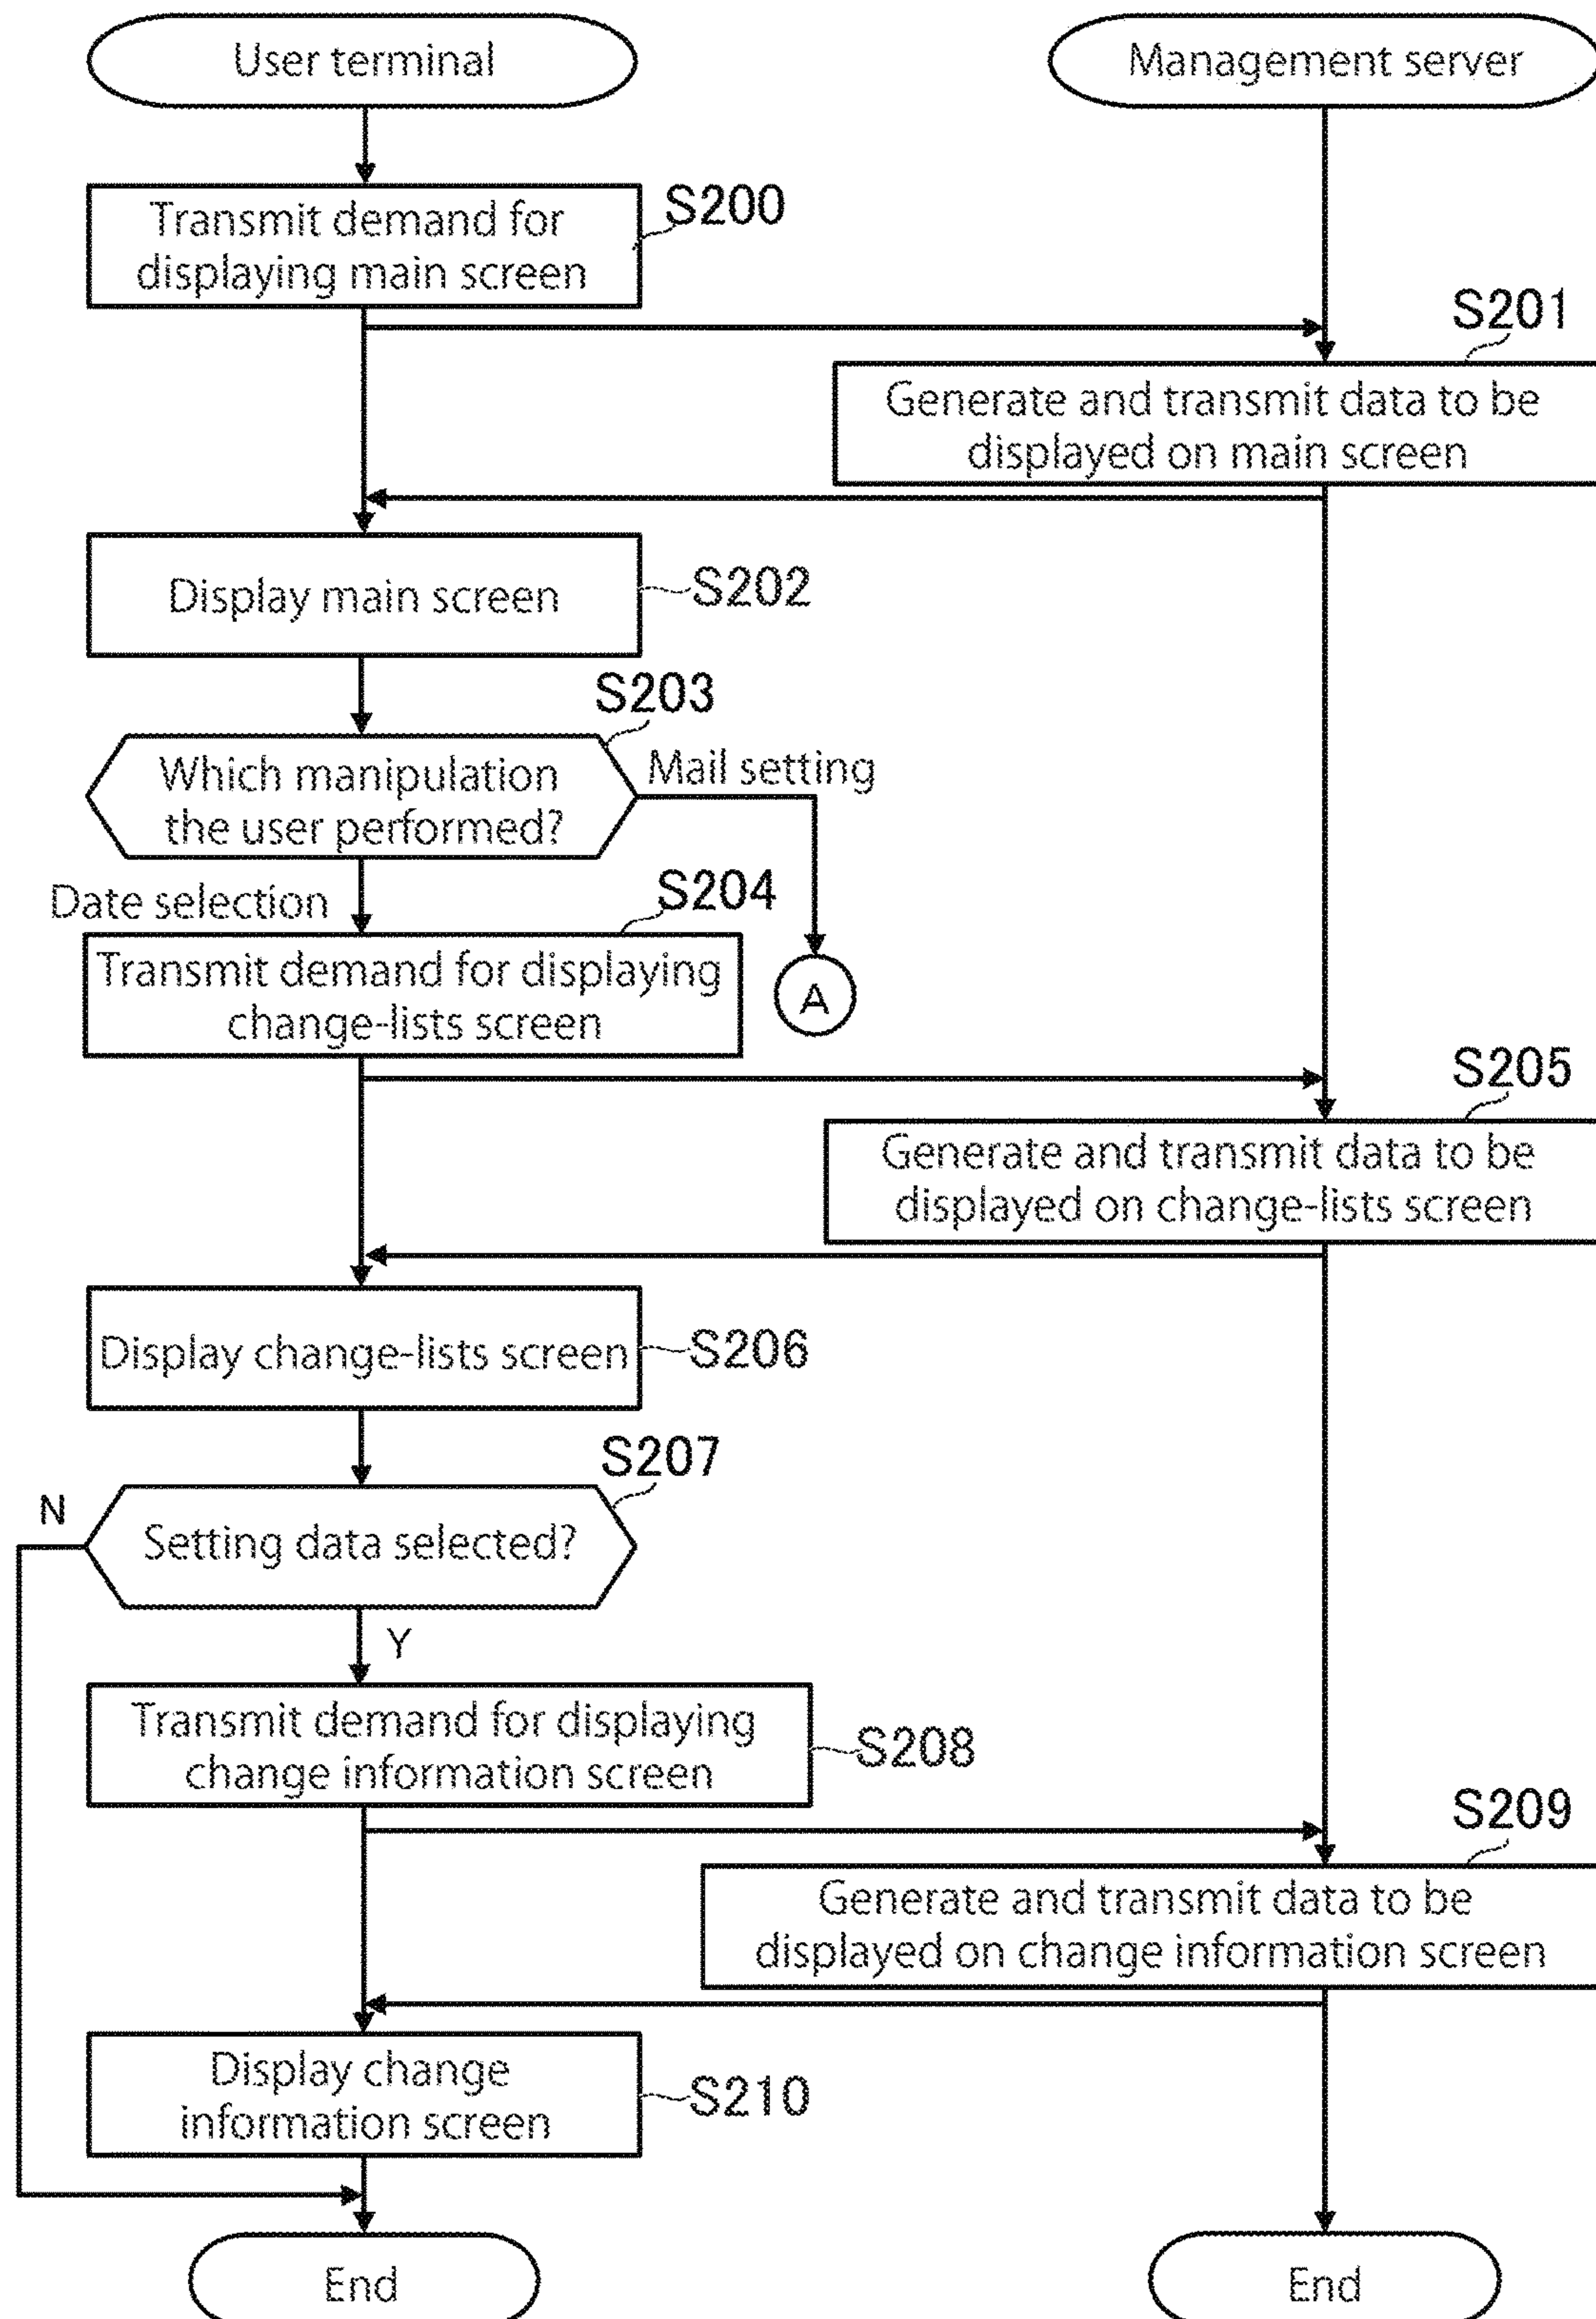 User terminal
Management server
S200
Transmit demand for
displaying main screen
S201
Generate and transmit data to be
displayed on main screen
Display main screen
S202
S203
Which manipulation
the user performed?
Mail setting
Date selection
S204
Transmit demand for displaying
change-lists screen
A
S205
Generate and transmit data to be
displayed on change-lists screen
Display change-lists screen
S206
S207
N
Setting data selected?
Y
Transmit demand for displaying
change information screen
S208
S209
Generate and transmit data to be
displayed on change information screen
Display change
information screen
S210
End
End